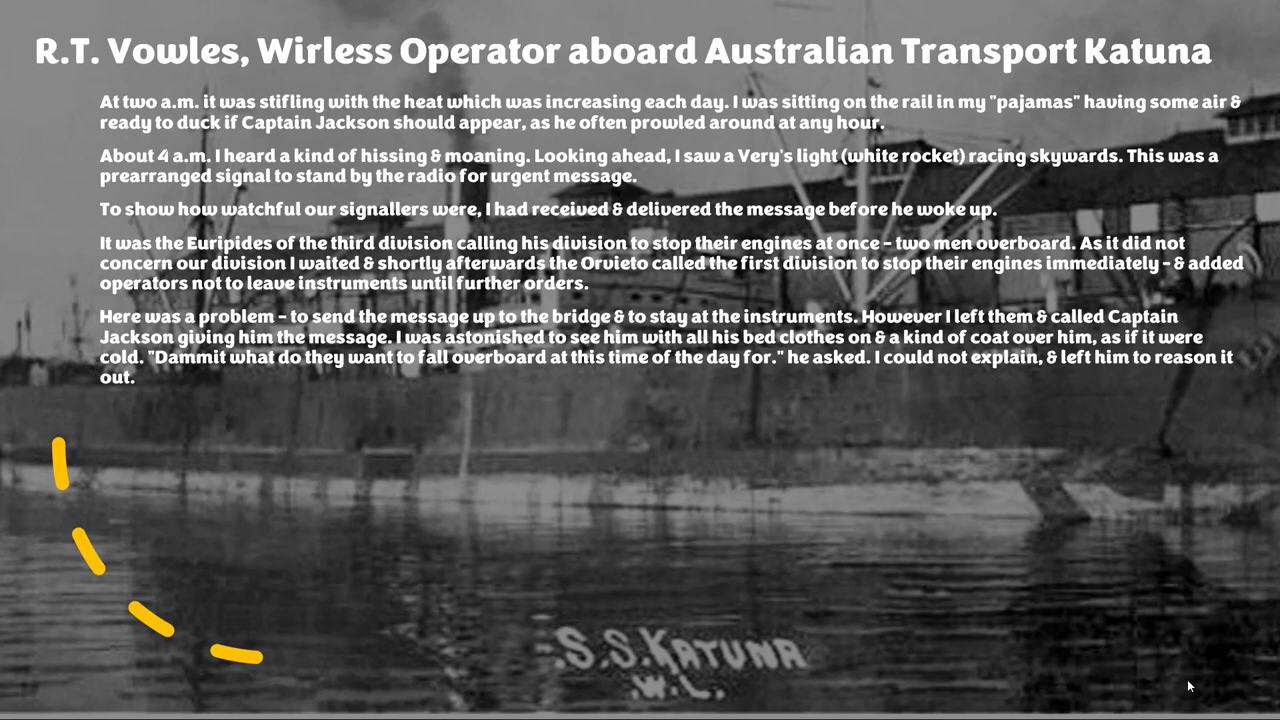 R.T. Vowles, Wirless Operator aboard Australian Transport Katuna
At two a.m. it was stifling with the heat which was increasing each day. I was sitting on the rail in my "pajamas" having some air &
ready to duck if Captain Jackson should appear, as he often prowled around at any hour.
About 4 a.m. I heard a kind of hissing & moaning. Looking ahead, I saw a Very's light (white rocket) racing skywards. This was a
prearranged signal to stand by the radio for urgent message.
To show how watchful our signallers were, I had received & delivered the message before he woke up.
It was the Euripides of the third division calling his division to stop their engines at once – two men overboard. As it did not
concern our division I waited & shortly afterwards the Orvieto called the first division to stop their engines immediately – & added
operators not to leave instruments until further orders.
Here was a problem – to send the message up to the bridge & to stay at the instruments. However I left them & called Captain
Jackson giving him the message. I was astonished to see him with all his bed clothes on & a kind of coat over him, as if it were
cold. "Dammit what do they want to fall overboard at this time of the day for." he asked. I could not explain, & left him to reason it
out.
S.S. KATUNA
W.L.